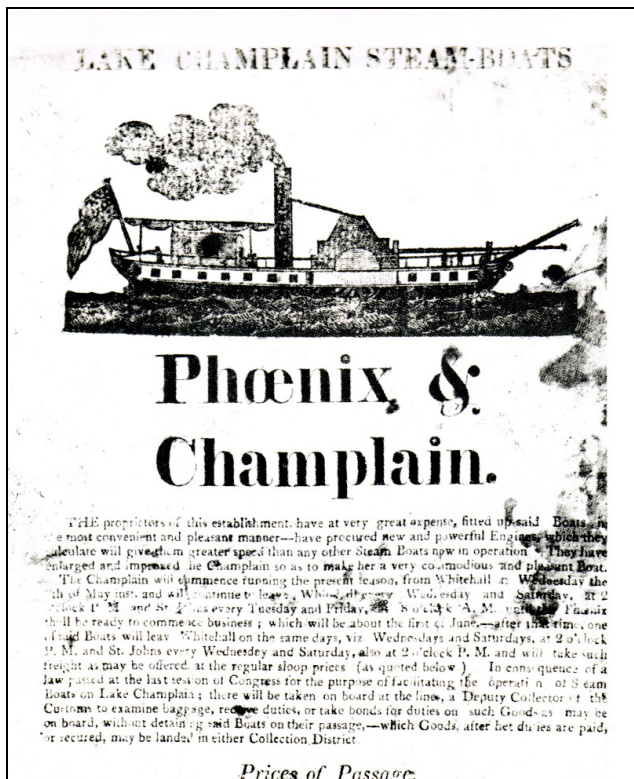 LAKE CHAMPLAIN STEAM-BOATS
Phœnix, &
Champlain.
THE proprietors of this establishment, have at very great expense, fitted up said Boats in
the most convenient and pleasant manner—have procured new and powerful Engines, which they
calculate will give them greater speed than any other Steam Boats now in operation They have
enlarged and the Champlain so as to make her a very commodious and pleasant Boat.
The Champlain will commence running the present season, from Whitehall on Wednesday the
of May inst. and will continue to leave Whitehall every Wednesday and Saturday, at 2
o'clock P M and St. Johns every Tuesday and Friday, 8 o'clock A. M. until the Phœnix
shall be ready to commence business ; which will be about the first of June,—after that time, one
of said Boats will leav Whitehall on the same days, viz Wednesdays and Saturdays, at 2 o'clock
P. M. and St. Johns every Wednesday and Saturday, also at 2 o'clock P. M. and will take such
freight as may be offered, at the regular sloop prices (as quoted below ) In consequence of a
law passed at the last session of Congress for the purpose of facilitating the operation of Steam
Boats on Lake Champlain ; there will be taken on board at the lines, a Deputy Collector of the
Customs to examine baggage, receive duties, or take bonds for duties on such Goods as may be
on board, without detaining said Boats on their passage,—which Goods, after het duties are paid,
or secured, may be landed in either Collection District.
Prices of Passage.